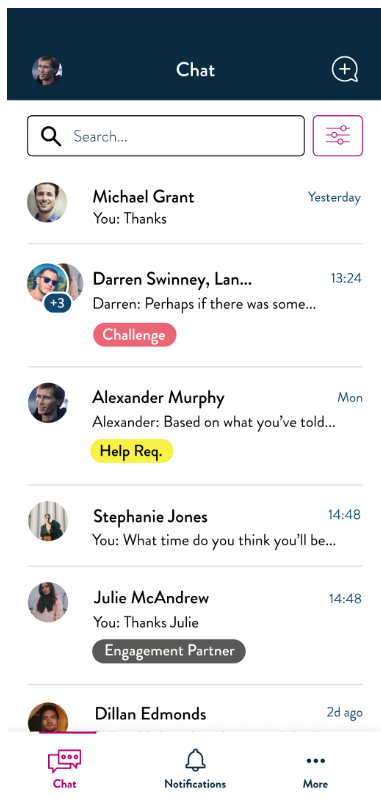 Chat
Search...
Michael Grant
Yesterday
You: Thanks
Darren Swinney, Lan...
13:24
Darren: Perhaps if there was some...
+3
Challenge
Alexander Murphy
Mon
Alexander: Based on what you've told...
Help Req.
Stephanie Jones
14:48
You: What time do you think you'll be...
Julie McAndrew
14:48
You: Thanks Julie
Engagement Partner
Dillan Edmonds
2d ago
Chat
Notifications
More